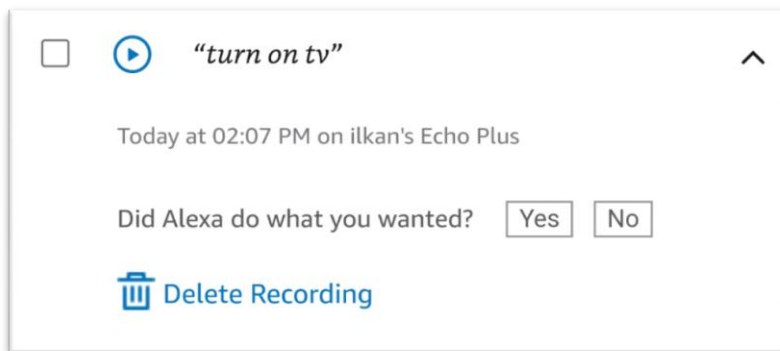 “turn on tv”
Today at 02:07 PM on ilkan's Echo Plus
Did Alexa do what you wanted? Yes No
Delete Recording